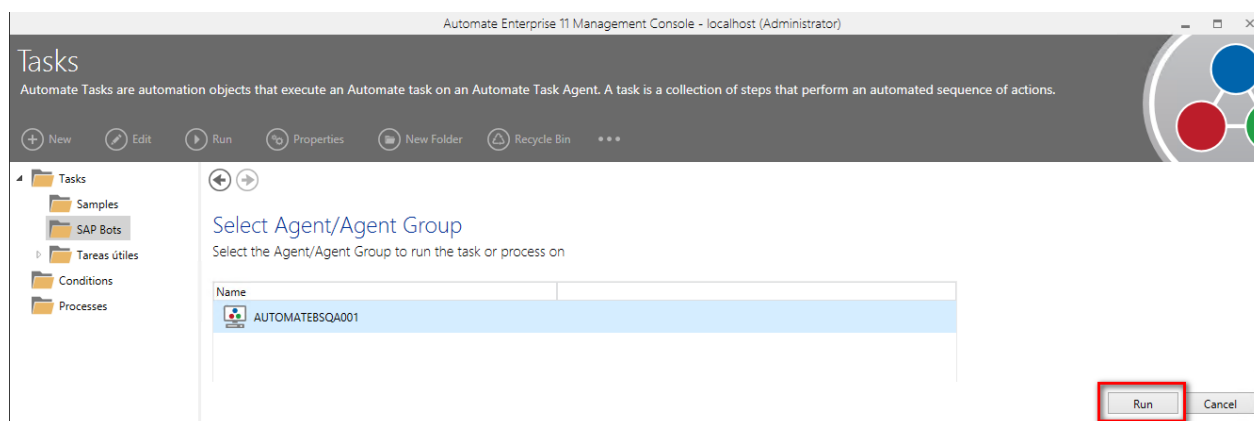 Automate Enterprise 11 Management Console - localhost (Administrator)
Tasks
Automate Tasks are automation objects that execute an Automate task on an Automate Task Agent. A task is a collection of steps that perform an automated sequence of actions.
New Edit Run Properties New Folder Recycle Bin
Tasks
Samples
SAP Bots
Tareas útiles
Conditions
Processes
Select Agent/Agent Group
Select the Agent/Agent Group to run the task or process on
Name
AUTOMATEBSQA001
Run Cancel